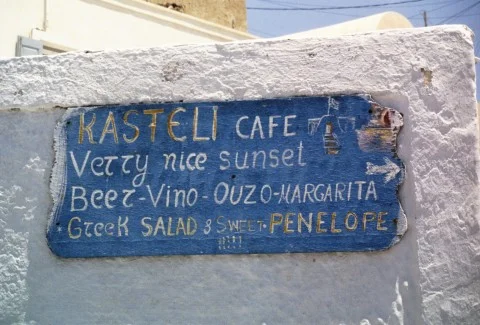 KASTELI CAFE
Verry nice sunset
Beer-Vino-OUZO-MARGARITA
Greek SALAD & SWEET PENELOPE
!!!!